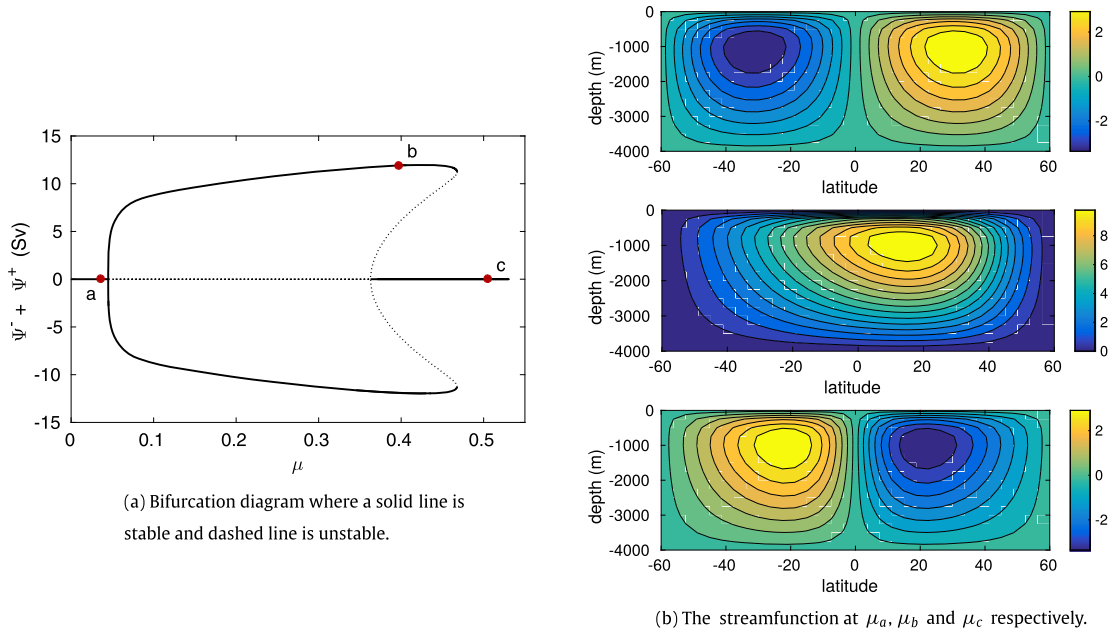 15
10
5
0
-5
-10
-15
Ψ- + Ψ+ (Sv)
a
b
c
0 0.1 0.2 0.3 0.4 0.5
μ
(a) Bifurcation diagram where a solid line is
stable and dashed line is unstable.
0
-1000
-2000
-3000
-4000
depth (m)
-60 -40 -20 0 20 40 60
latitude
2
0
-2
0
-1000
-2000
-3000
-4000
depth (m)
-60 -40 -20 0 20 40 60
latitude
8
6
4
2
0
0
-1000
-2000
-3000
-4000
depth (m)
-60 -40 -20 0 20 40 60
latitude
2
0
-2
(b) The streamfunction at μa, μb and μc respectively.